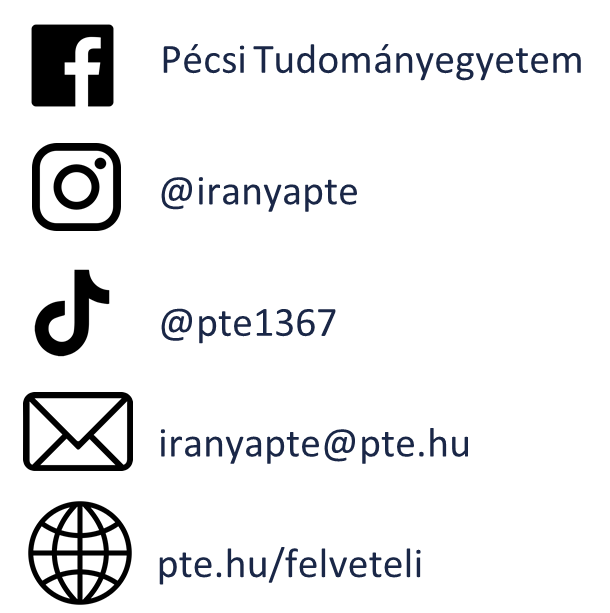 Pécsi Tudományegyetem
@iranyapte
@pte1367
iranyapte@pte.hu
pte.hu/felveteli